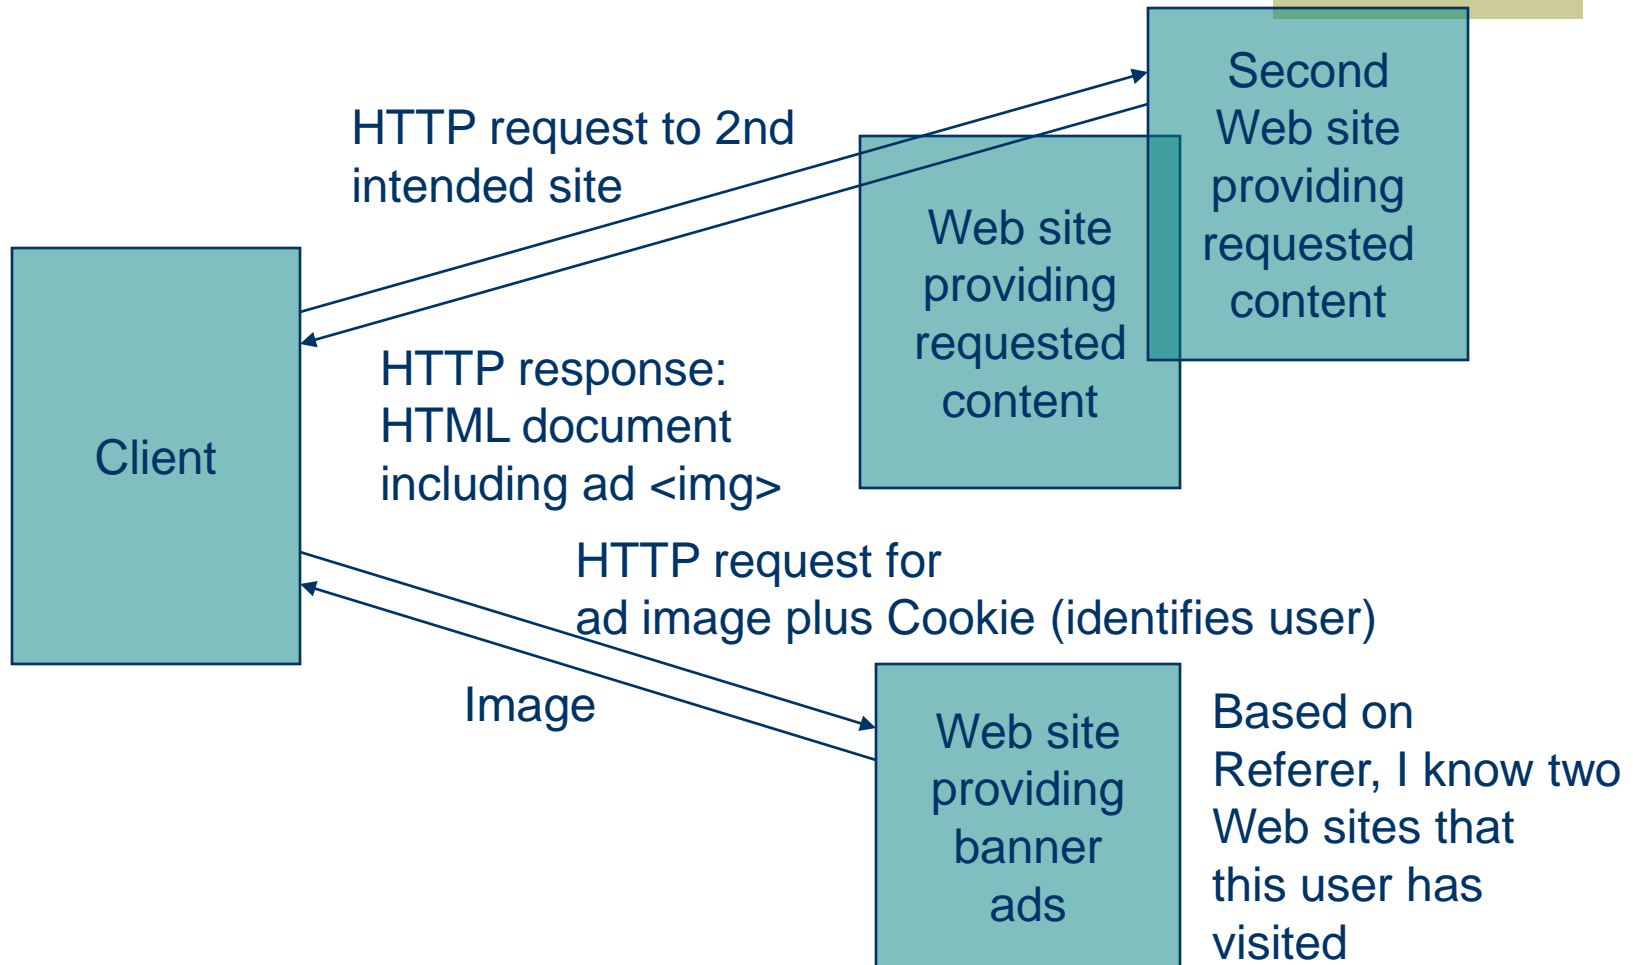 HTTP request to 2nd
intended site
Second
Web site
providing
requested
content
Web site
providing
requested
content
Client
HTTP response:
HTML document
including ad <img>
HTTP request for
ad image plus Cookie (identifies user)
Image
Web site
providing
banner
ads
Based on
Referer, I know two
Web sites that
this user has
visited